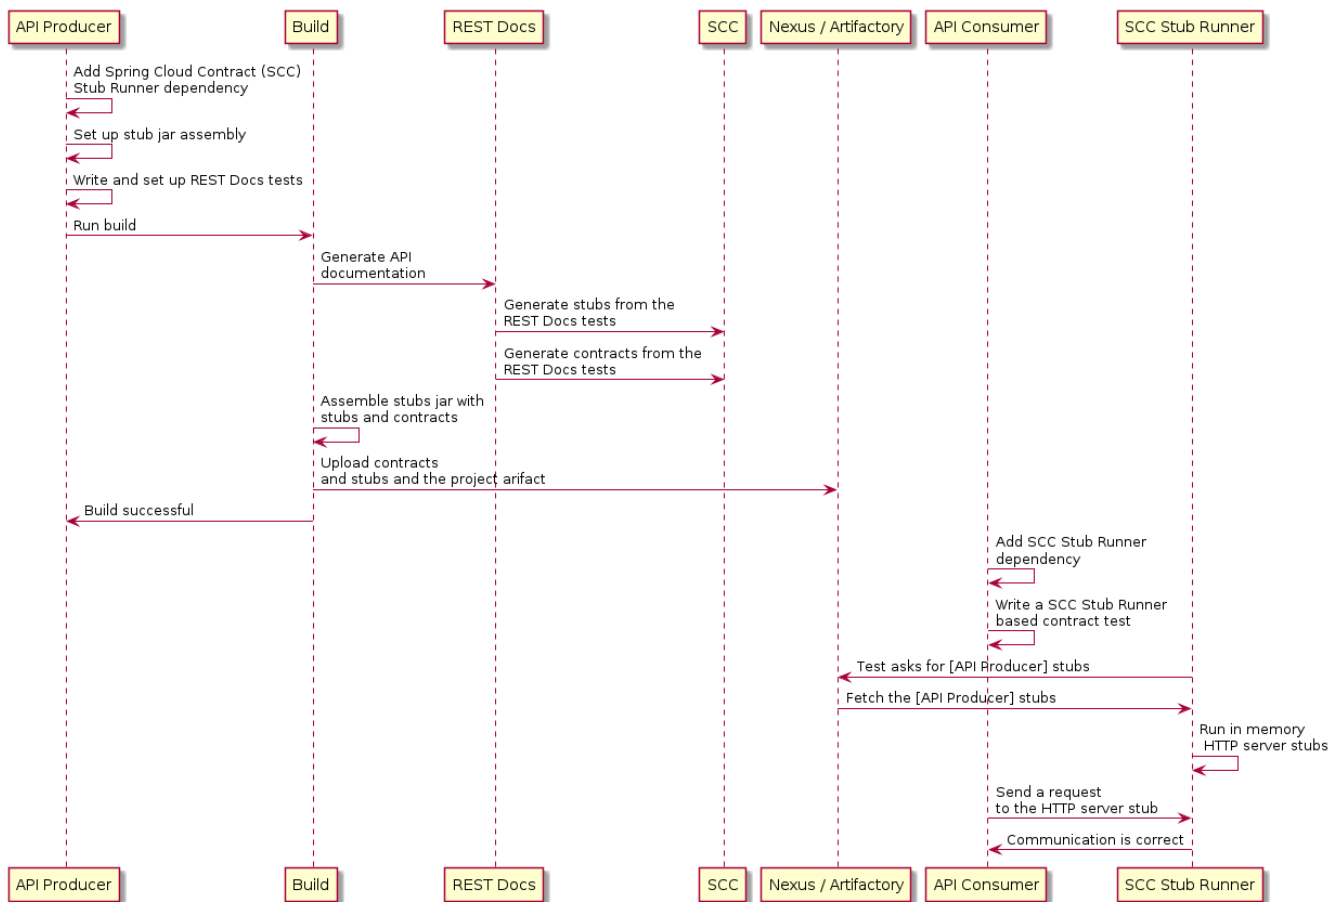 API Producer
Build
REST Docs
SCC
Nexus / Artifactory
API Consumer
SCC Stub Runner
Add Spring Cloud Contract (SCC)
Stub Runner dependency
Set up stub jar assembly
Write and set up REST Docs tests
Run build
Generate API
documentation
Generate stubs from the
REST Docs tests
Generate contracts from the
REST Docs tests
Assemble stubs jar with
stubs and contracts
Upload contracts
and stubs and the project arifact
Build successful
Add SCC Stub Runner
dependency
Write a SCC Stub Runner
based contract test
Test asks for [API Producer] stubs
Fetch the [API Producer] stubs
Run in memory
HTTP server stubs
Send a request
to the HTTP server stub
Communication is correct
API Producer
Build
REST Docs
SCC
Nexus / Artifactory
API Consumer
SCC Stub Runner